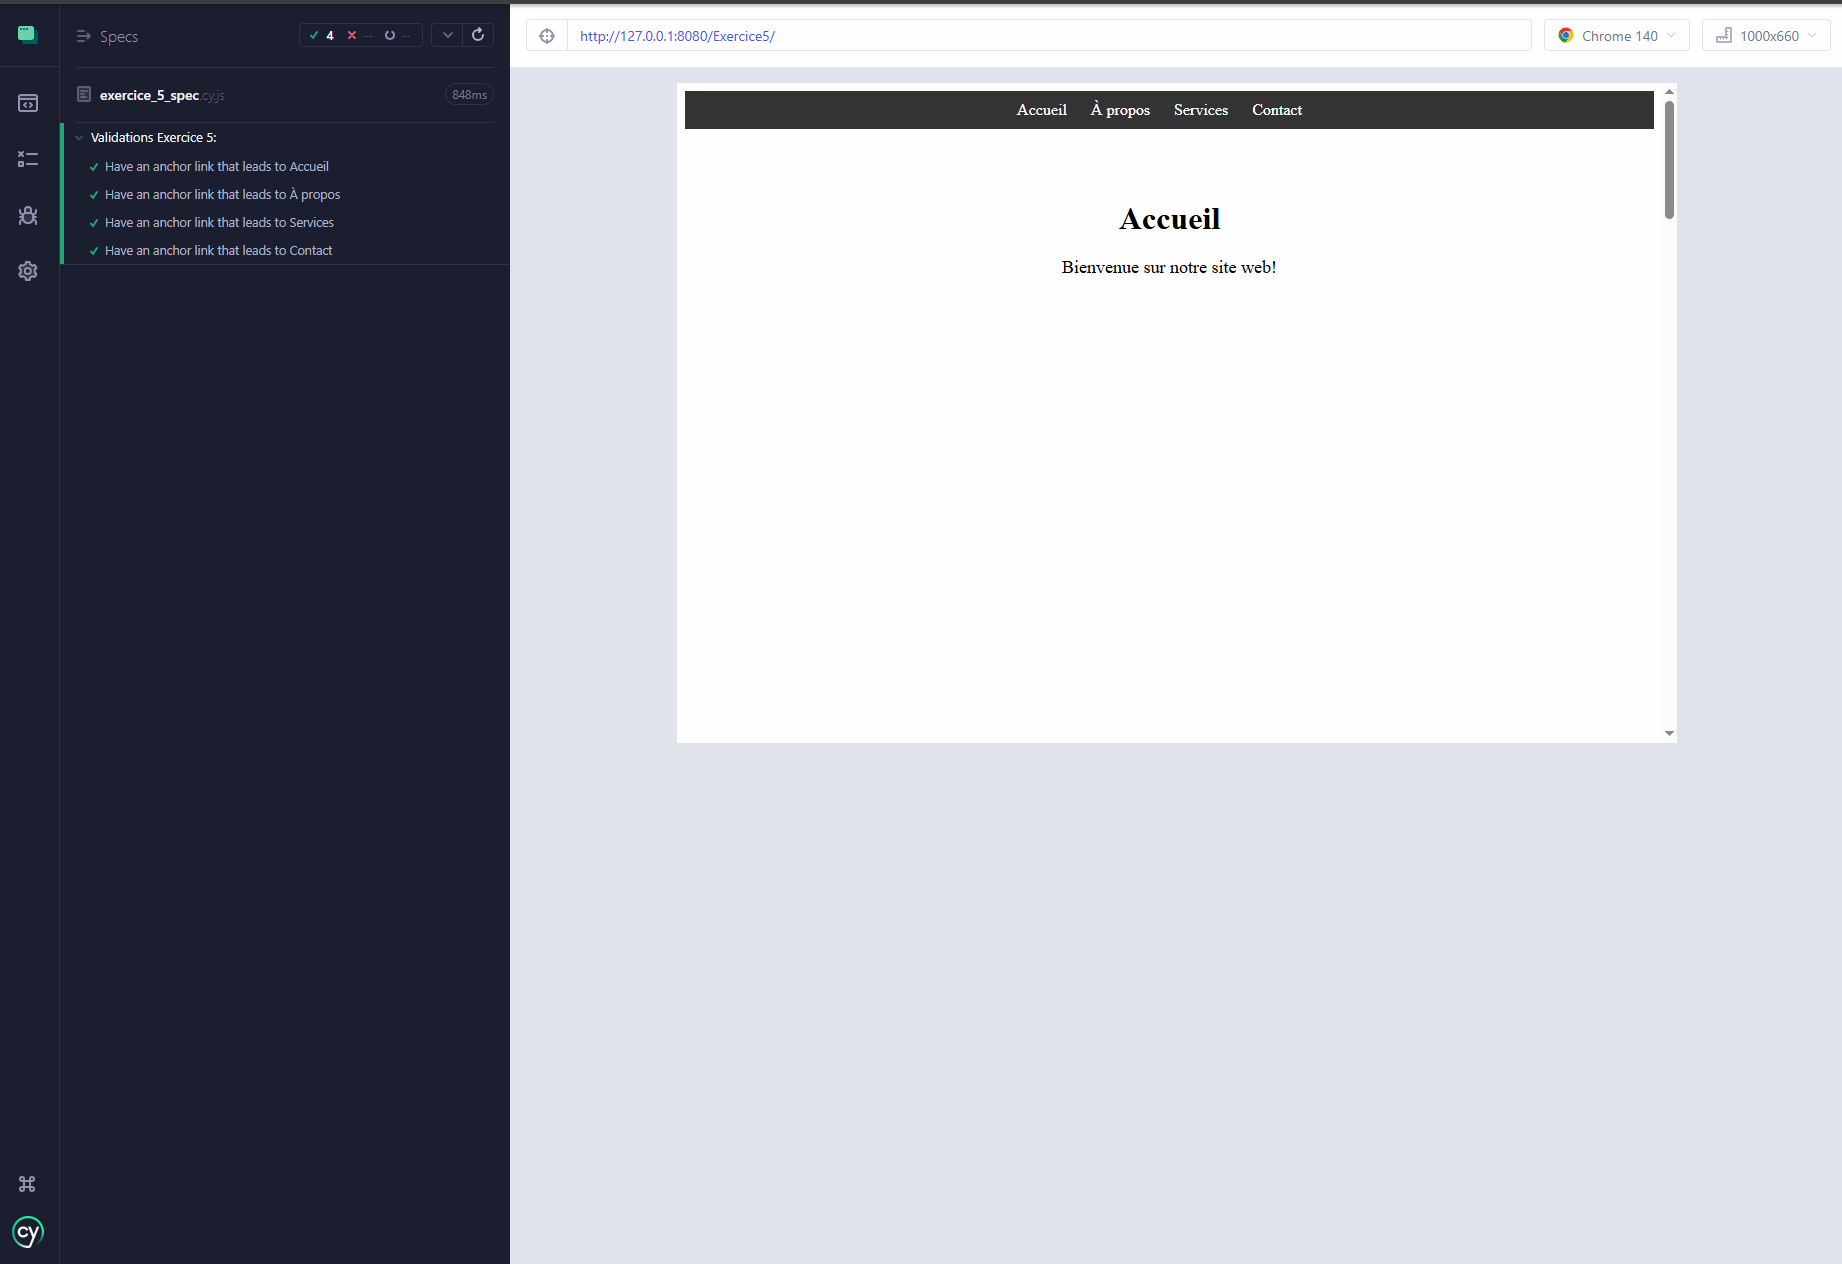 Specs
4 -- --
exercice_5_spec.cy.js
848ms
Validations Exercice 5:
Have an anchor link that leads to Accueil
Have an anchor link that leads to À propos
Have an anchor link that leads to Services
Have an anchor link that leads to Contact
cy
http://127.0.0.1:8080/Exercice5/
Chrome 140
1000x660
Accueil À propos Services Contact
Accueil
Bienvenue sur notre site web!